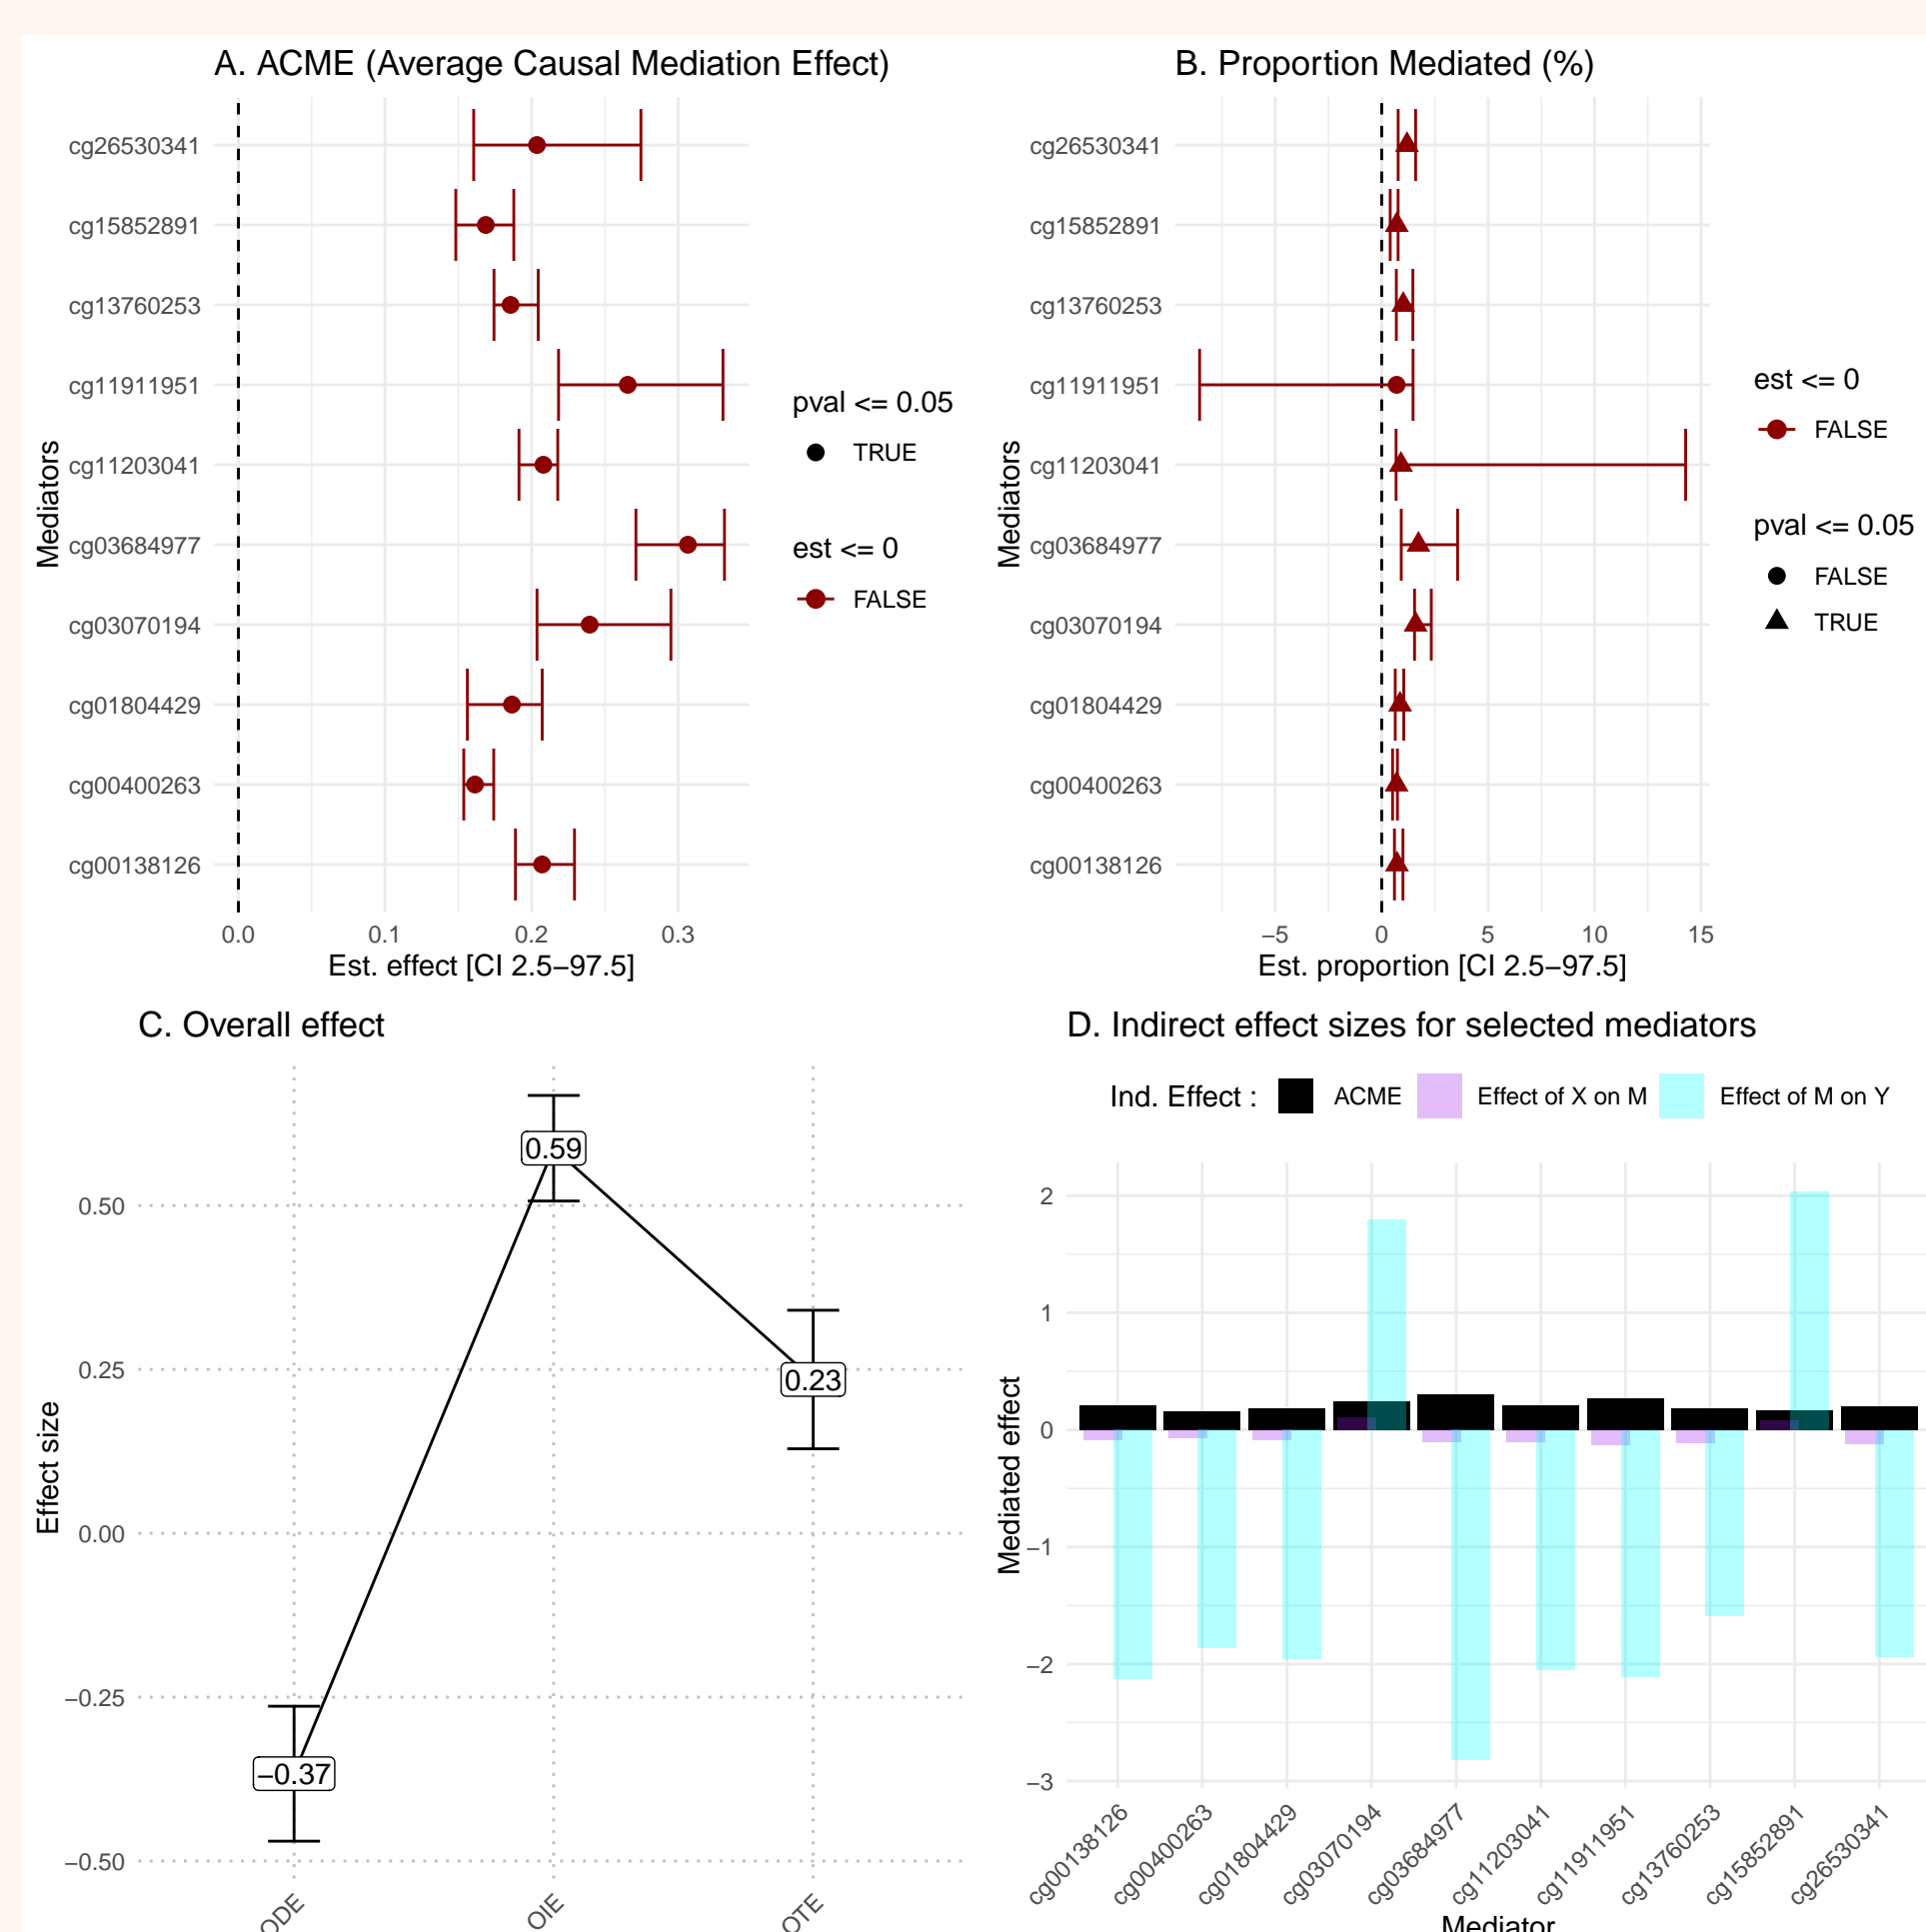 A. ACME (Average Causal Mediation Effect)
cg26530341
cg15852891
cg13760253
cg11911951
cg11203041
cg03684977
cg03070194
cg01804429
cg00400263
cg00138126
Mediators
0.0 0.1 0.2 0.3
Est. effect [CI 2.5−97.5]
pval <= 0.05
TRUE
est <= 0
FALSE
B. Proportion Mediated (%)
cg26530341
cg15852891
cg13760253
cg11911951
cg11203041
cg03684977
cg03070194
cg01804429
cg00400263
cg00138126
Mediators
−5 0 5 10 15
Est. proportion [CI 2.5−97.5]
est <= 0
FALSE
pval <= 0.05
FALSE
TRUE
C. Overall effect
0.50
0.25
0.00
−0.25
−0.50
Effect size
0.59
0.23
−0.37
ODE
OIE
OTE
D. Indirect effect sizes for selected mediators
Ind. Effect : ACME Effect of X on M Effect of M on Y
2
1
0
−1
−2
−3
Mediated effect
cg00138126
cg00400263
cg01804429
cg03070194
cg03684977
cg11203041
cg11911951
cg13760253
cg15852891
cg26530341
Mediator